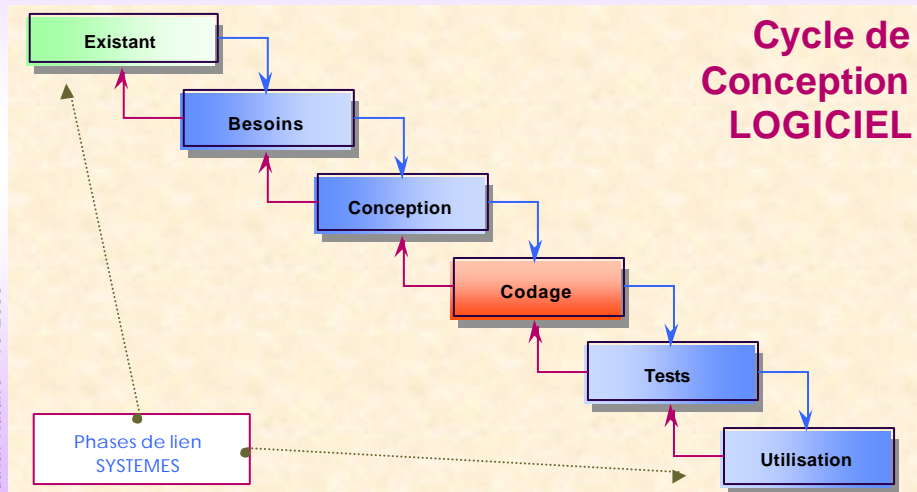 Existant
Cycle de
Conception
LOGICIEL
Besoins
Conception
Codage
Tests
Phases de lien
SYSTEMES
Utilisation